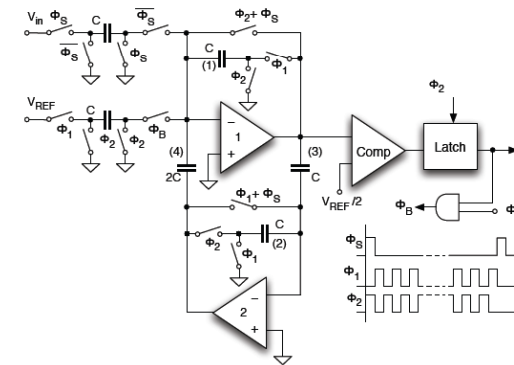 V_in Φ_S C Φ̅_S̅ Φ_2+ Φ_S
Φ̅_S̅ Φ_S C (1) Φ_1
Φ_2
V_REF C
Φ_1 Φ_2 Φ_2 Φ_B
− 1 +
Φ_2
Comp Latch
(4) 2C (3) C
V_REF/2
Φ_B Φ
Φ_1+ Φ_S
Φ_2 C (2) Φ_1
Φ_S
Φ_1
Φ_2
− 2 +